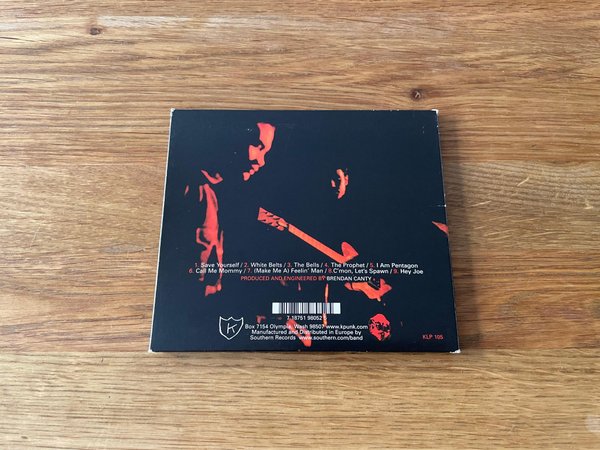 1. Save Yourself / 2. White Belts / 3. The Bells / 4. The Prophet / 5. I Am Pentagon
6. Call Me Mommy / 7. (Make Me A) Feelin' Man / 8.C'mon, Let's Spawn / 9. Hey Joe
PRODUCED AND ENGINEERED BY BRENDAN CANTY
7 18751 98052
K
Box 7154 Olympia, Wash 98507 www.kpunk.com
Manufactured and Distributed in Europe by
Southern Records www.southern.com/band
KLP 105